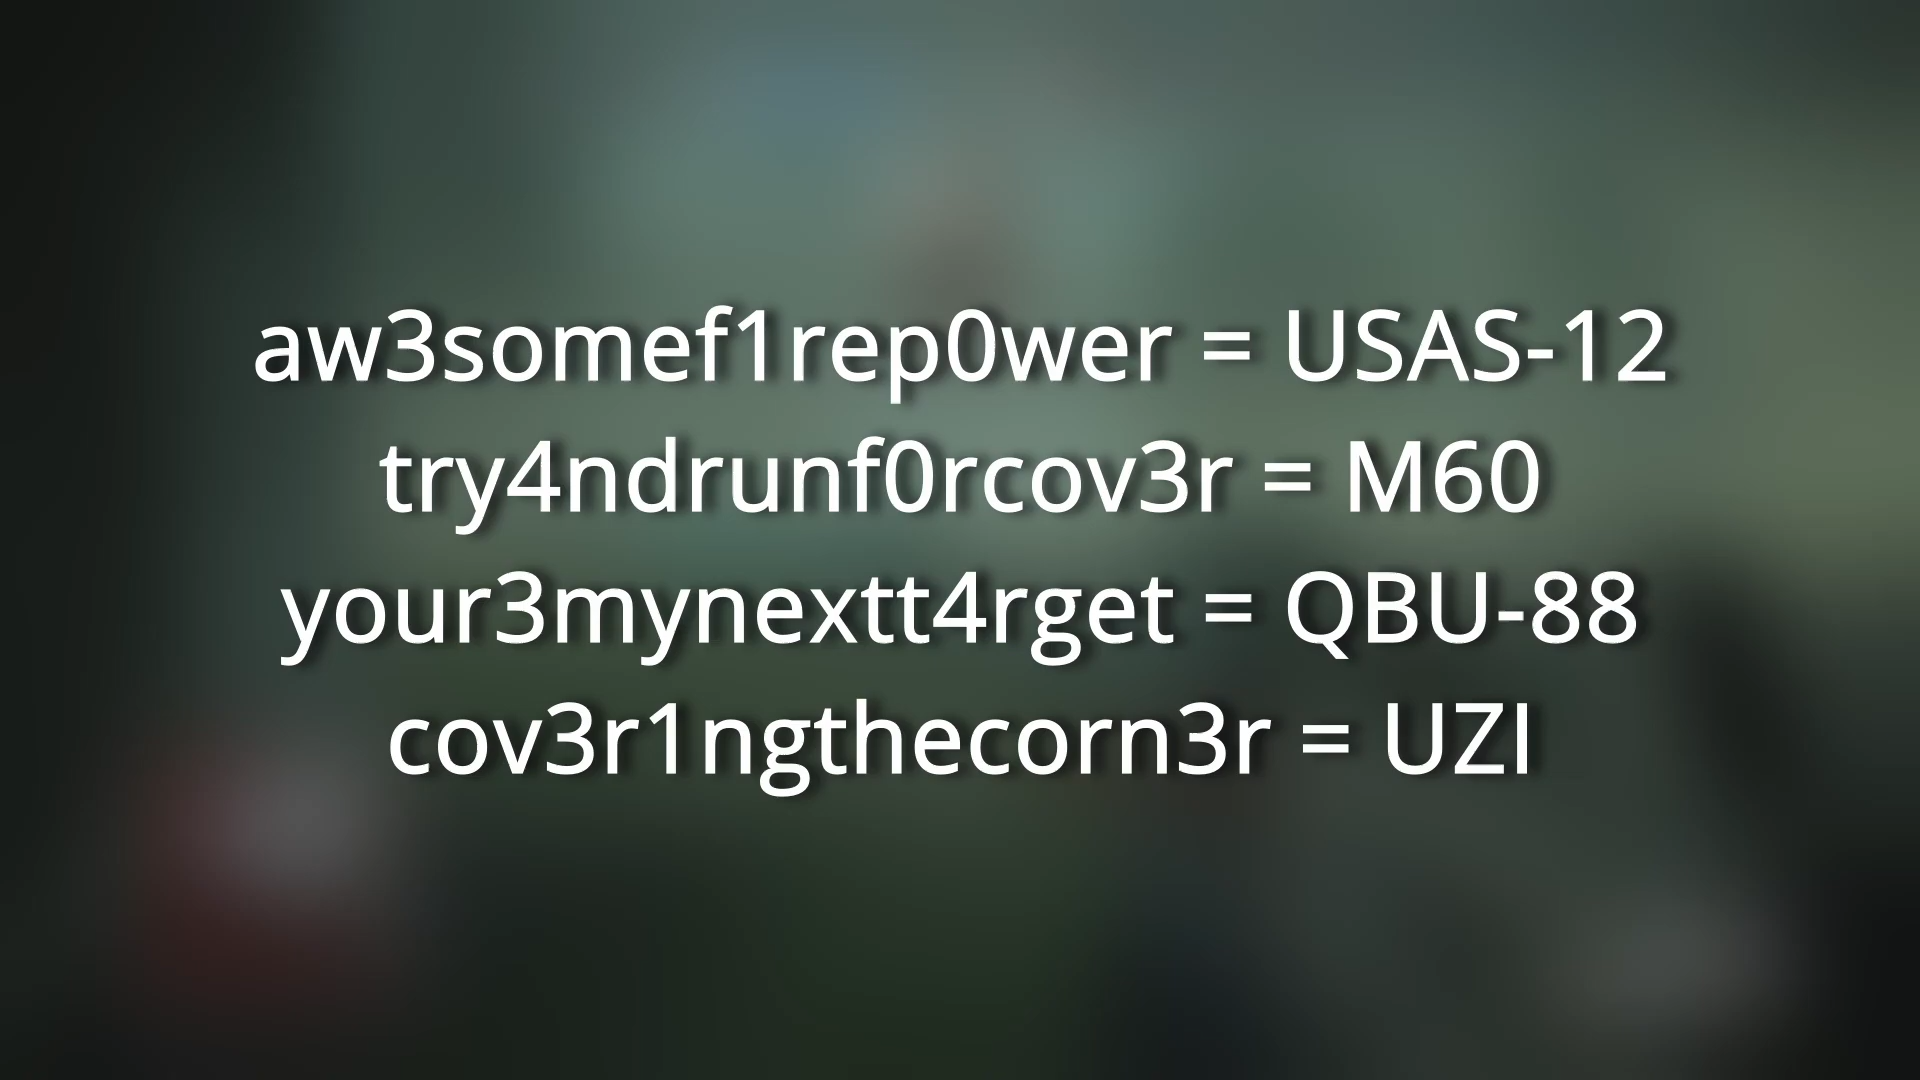 aw3somef1rep0wer = USAS-12
try4ndrunf0rcov3r = M60
your3mynextt4rget = QBU-88
cov3r1ngthecorn3r = UZI